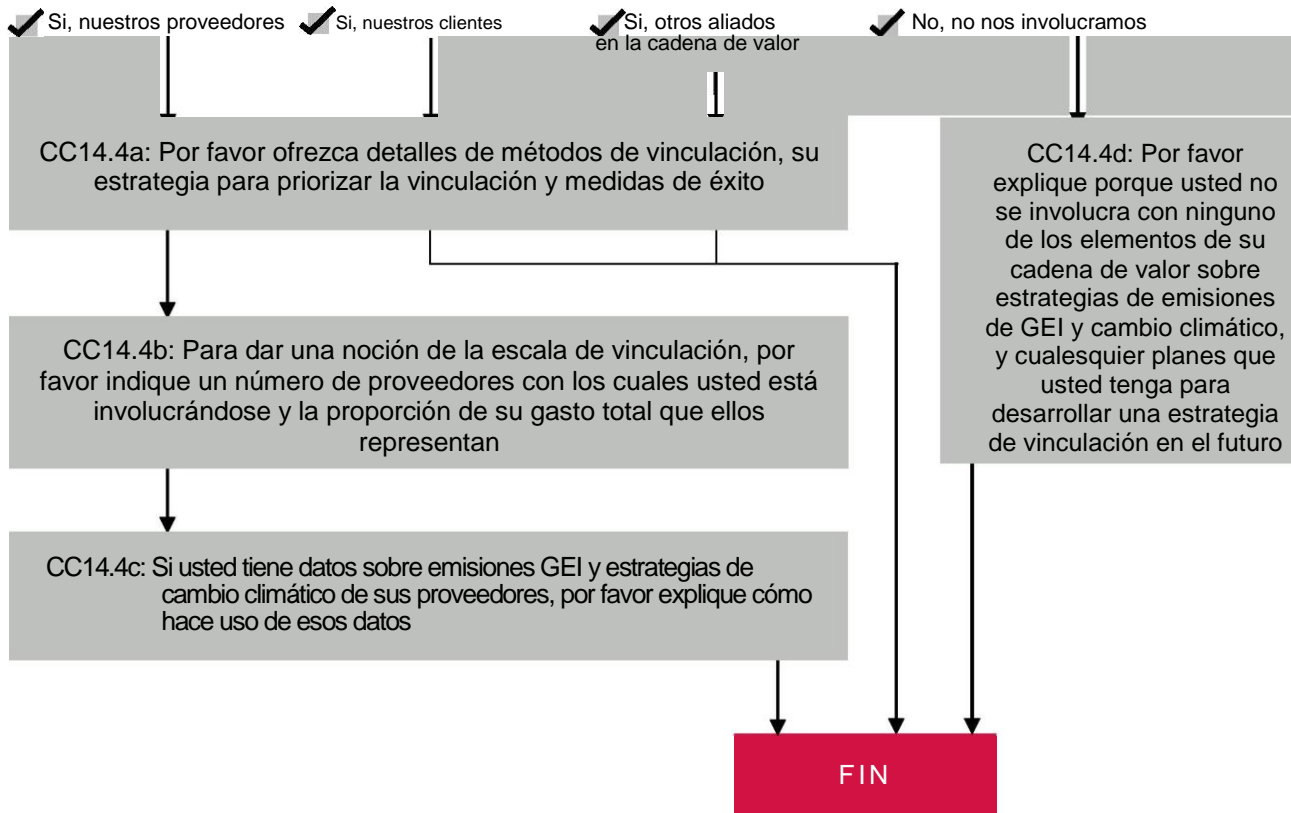 Si, nuestros proveedores
Si, nuestros clientes
Si, otros aliados
en la cadena de valor
No, no nos involucramos
CC14.4a: Por favor ofrezca detalles de métodos de vinculación, su
estrategia para priorizar la vinculación y medidas de éxito
CC14.4d: Por favor
explique porque usted no
se involucra con ninguno
de los elementos de su
cadena de valor sobre
estrategias de emisiones
de GEI y cambio climático,
y cualesquier planes que
usted tenga para
desarrollar una estrategia
de vinculación en el futuro
CC14.4b: Para dar una noción de la escala de vinculación, por
favor indique un número de proveedores con los cuales usted está
involucrándose y la proporción de su gasto total que ellos
representan
CC14.4c: Si usted tiene datos sobre emisiones GEI y estrategias de
cambio climático de sus proveedores, por favor explique cómo
hace uso de esos datos
FIN